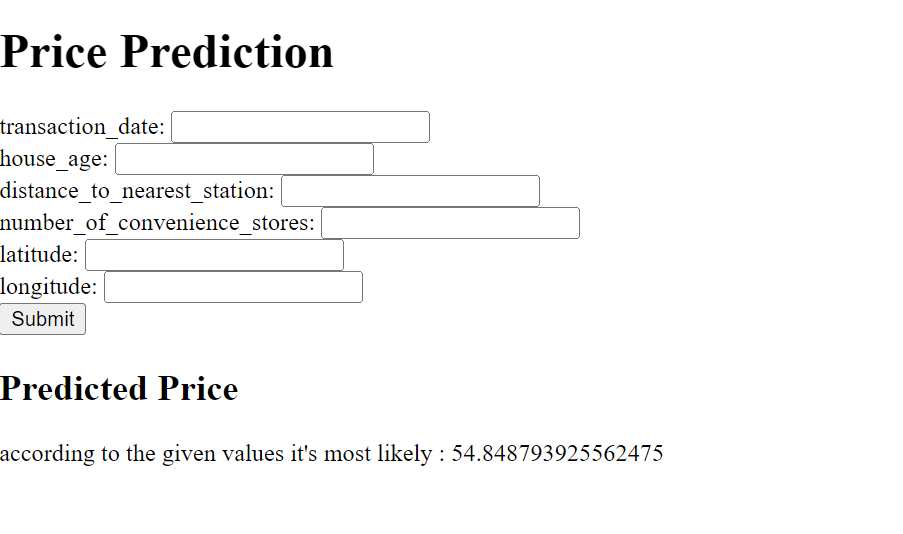 Price Prediction
transaction_date:
house_age:
distance_to_nearest_station:
number_of_convenience_stores:
latitude:
longitude:
Submit
Predicted Price
according to the given values it's most likely : 54.848793925562475